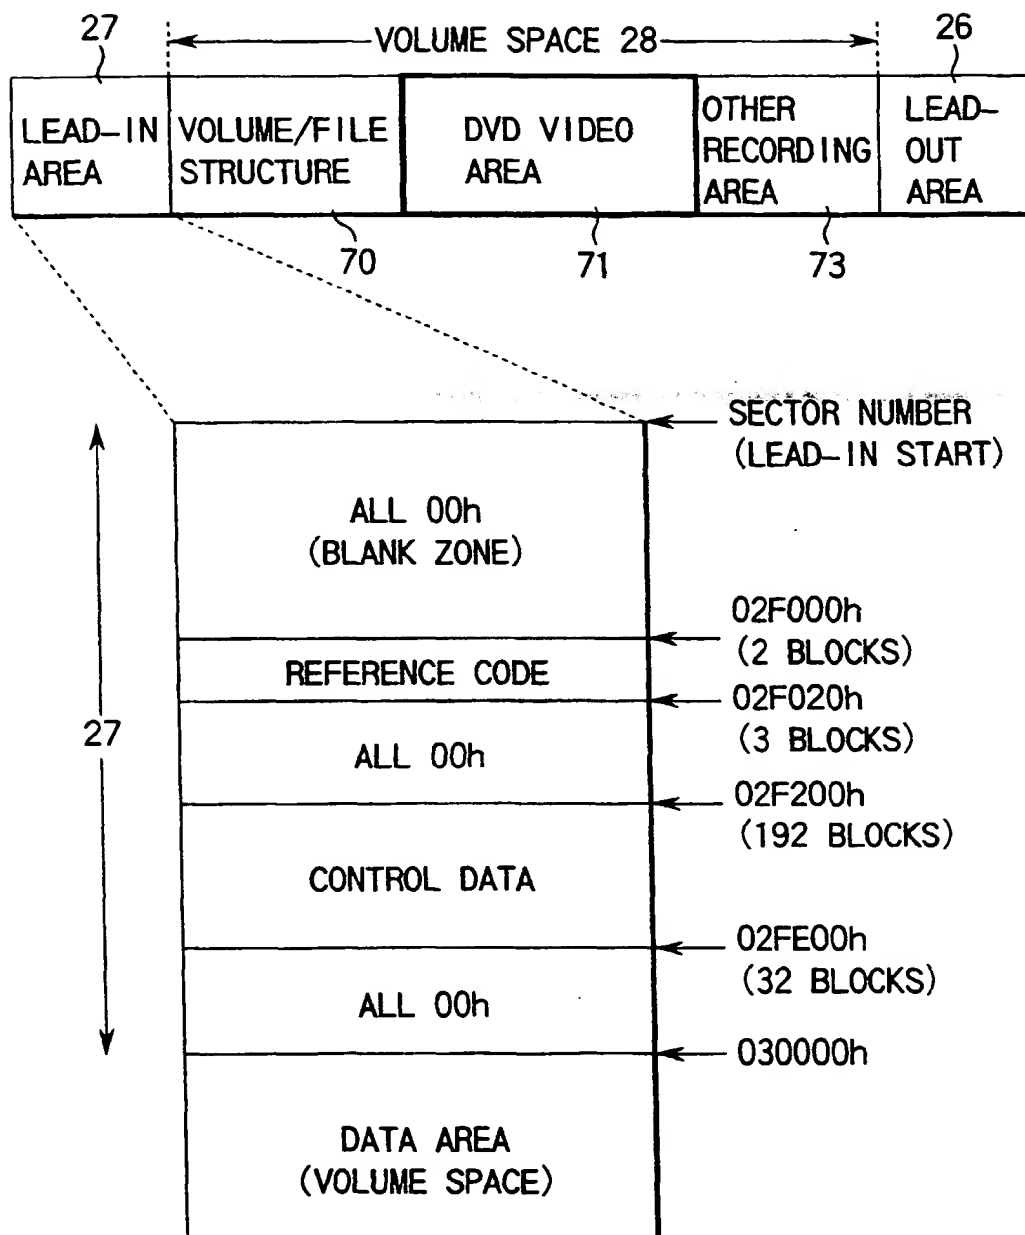 27
VOLUME SPACE 28
26
LEAD-IN
AREA
VOLUME/FILE
STRUCTURE
DVD VIDEO
AREA
OTHER
RECORDING
AREA
LEAD-
OUT
AREA
70
71
73
SECTOR NUMBER
(LEAD-IN START)
ALL 00h
(BLANK ZONE)
02F000h
(2 BLOCKS)
REFERENCE CODE
02F020h
(3 BLOCKS)
27
ALL 00h
02F200h
(192 BLOCKS)
CONTROL DATA
02FE00h
(32 BLOCKS)
ALL 00h
030000h
DATA AREA
(VOLUME SPACE)